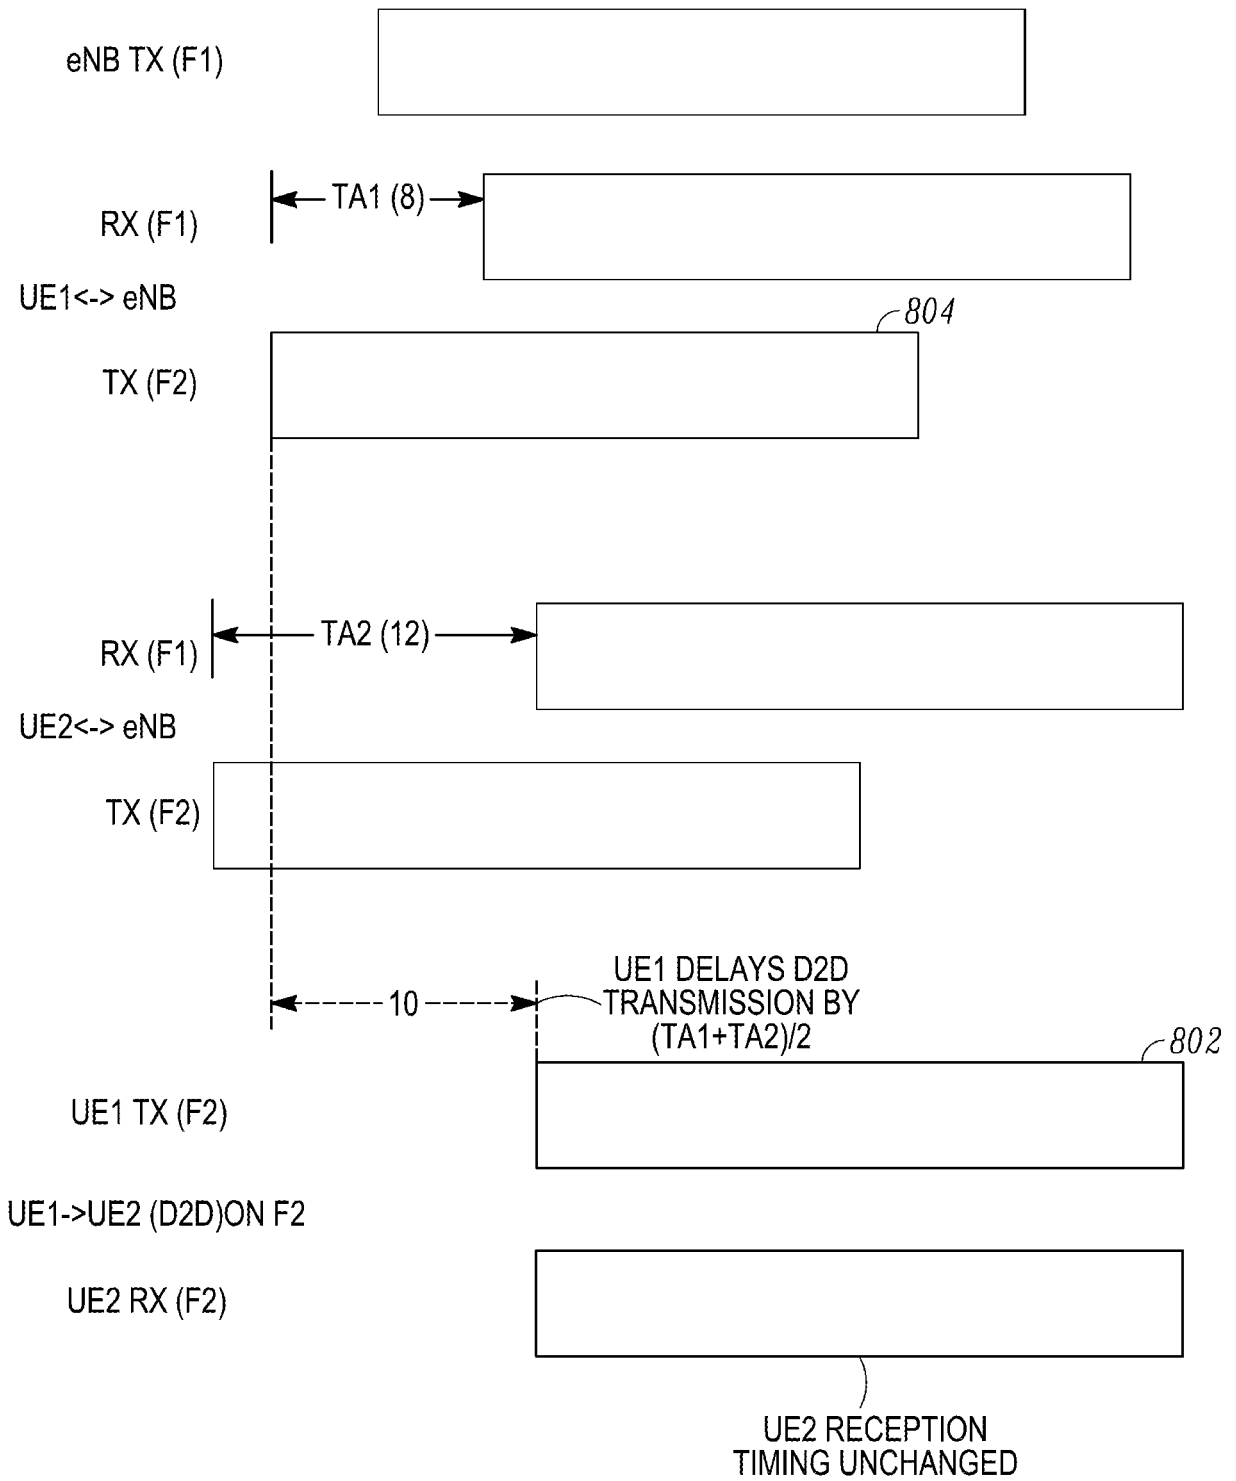 eNB TX (F1)
TA1 (8)
RX (F1)
UE1<-> eNB
804
TX (F2)
TA2 (12)
RX (F1)
UE2<-> eNB
TX (F2)
10
UE1 DELAYS D2D
TRANSMISSION BY
(TA1+TA2)/2
802
UE1 TX (F2)
UE1->UE2 (D2D)ON F2
UE2 RX (F2)
UE2 RECEPTION
TIMING UNCHANGED